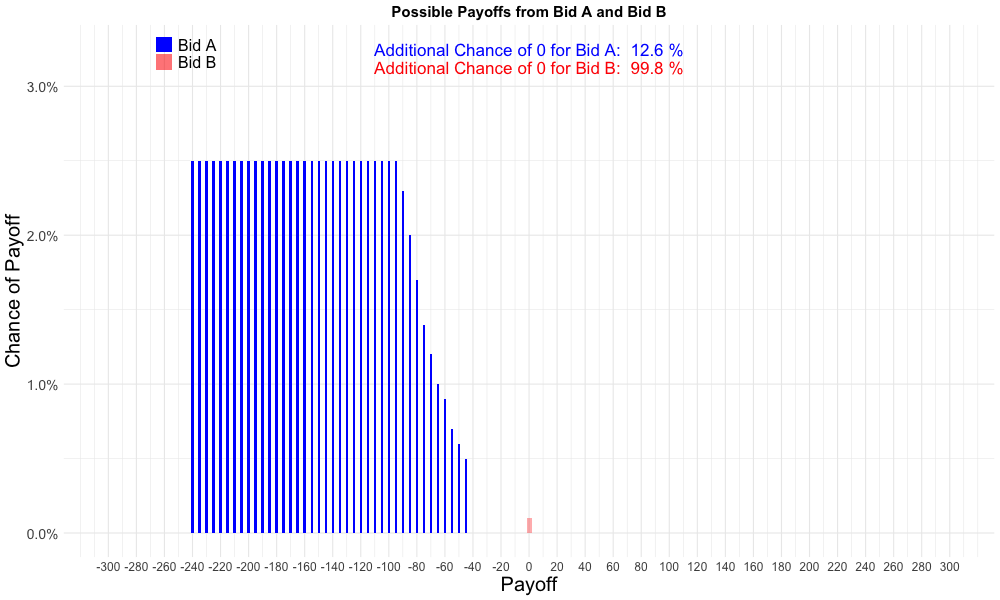 Possible Payoffs from Bid A and Bid B
Bid A
Bid B
Additional Chance of 0 for Bid A: 12.6 %
Additional Chance of 0 for Bid B: 99.8 %
Chance of Payoff
3.0%
2.0%
1.0%
0.0%
-300 -280 -260 -240 -220 -200 -180 -160 -140 -120 -100 -80 -60 -40 -20 0 20 40 60 80 100 120 140 160 180 200 220 240 260 280 300
Payoff